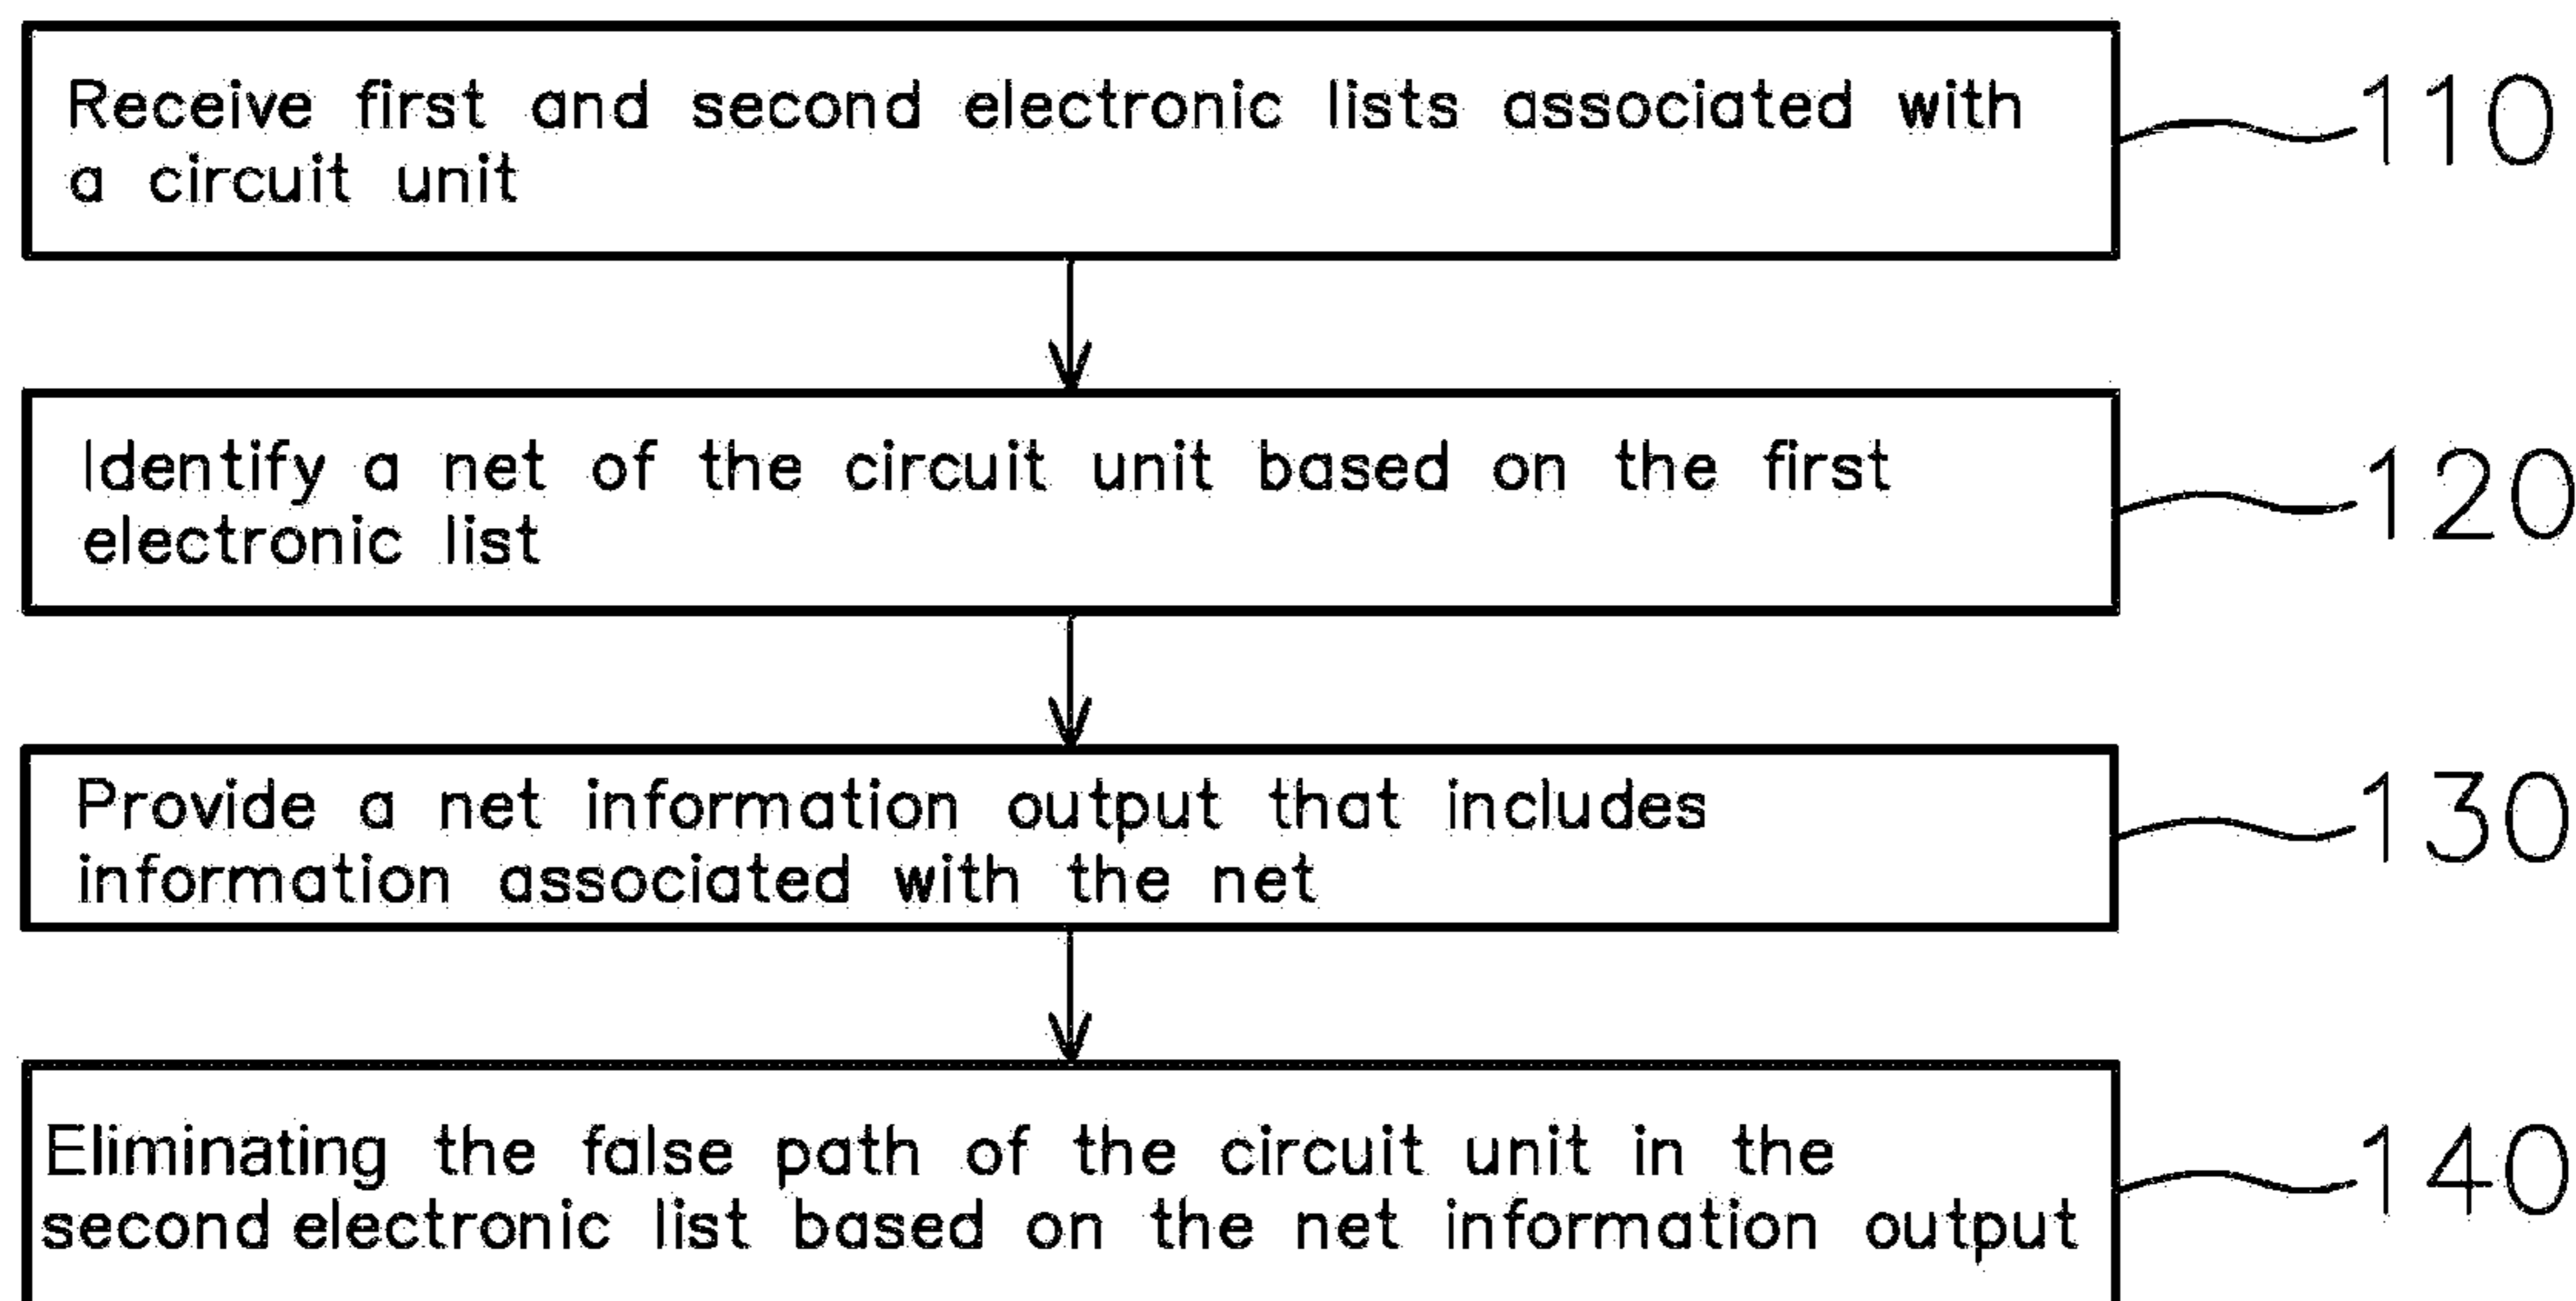 Receive first and second electronic lists associated with
a circuit unit
110
Identify a net of the circuit unit based on the first
electronic list
120
Provide a net information output that includes
information associated with the net
130
Eliminating the false path of the circuit unit in the
second electronic list based on the net information output
140